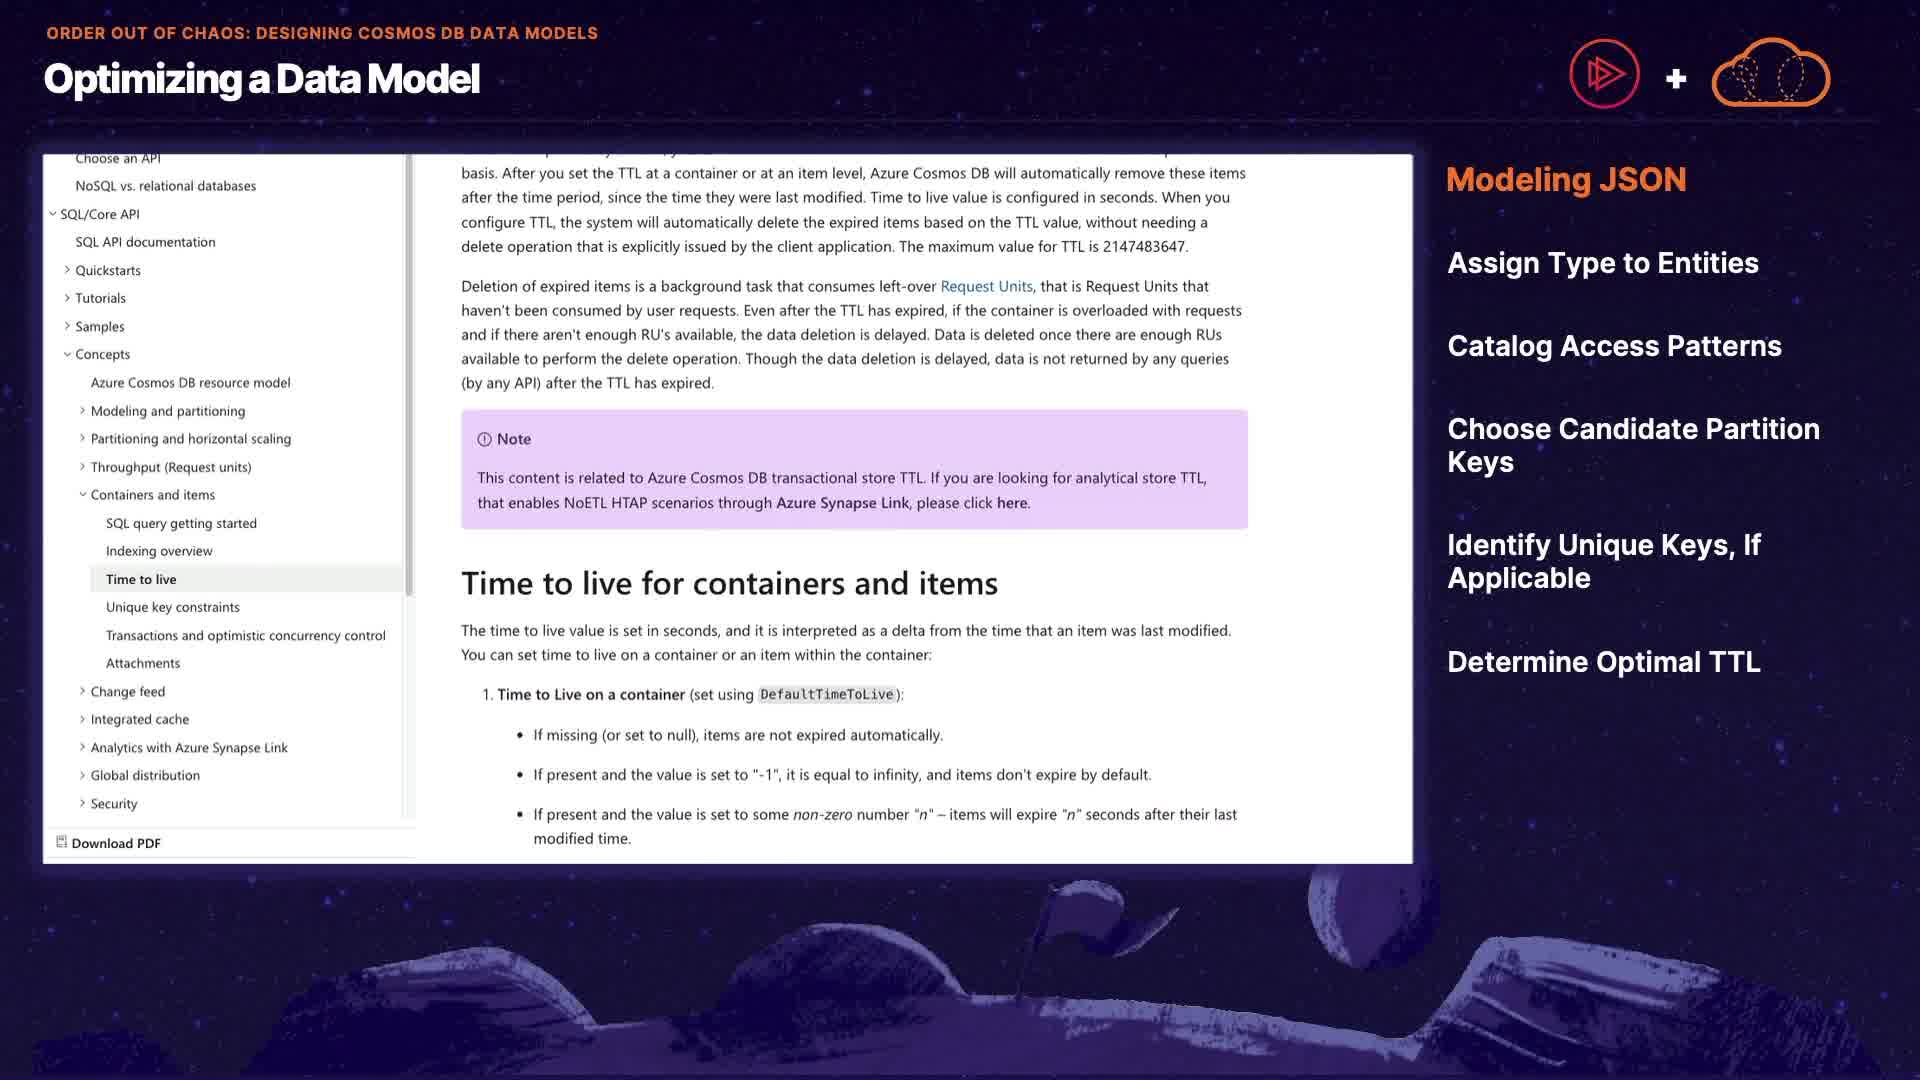 ORDER OUT OF CHAOS: DESIGNING COSMOS DB DATA MODELS
Optimizing a Data Model
Choose an API
NoSQL vs. relational databases
SQL/Core API
SQL API documentation
Quickstarts
Tutorials
Samples
Concepts
Azure Cosmos DB resource model
Modeling and partitioning
Partitioning and horizontal scaling
Throughput (Request units)
Containers and items
SQL query getting started
Indexing overview
Time to live
Unique key constraints
Transactions and optimistic concurrency control
Attachments
Change feed
Integrated cache
Analytics with Azure Synapse Link
Global distribution
Security
Download PDF
basis. After you set the TTL at a container or at an item level, Azure Cosmos DB will automatically remove these items
after the time period, since the time they were last modified. Time to live value is configured in seconds. When you
configure TTL, the system will automatically delete the expired items based on the TTL value, without needing a
delete operation that is explicitly issued by the client application. The maximum value for TTL is 2147483647.
Deletion of expired items is a background task that consumes left-over Request Units, that is Request Units that
haven't been consumed by user requests. Even after the TTL has expired, if the container is overloaded with requests
and if there aren't enough RU's available, the data deletion is delayed. Data is deleted once there are enough RUs
available to perform the delete operation. Though the data deletion is delayed, data is not returned by any queries
(by any API) after the TTL has expired.
Note
This content is related to Azure Cosmos DB transactional store TTL. If you are looking for analytical store TTL,
that enables NoETL HTAP scenarios through Azure Synapse Link, please click here.
Time to live for containers and items
The time to live value is set in seconds, and it is interpreted as a delta from the time that an item was last modified.
You can set time to live on a container or an item within the container:
1. Time to Live on a container (set using DefaultTimeToLive):
• If missing (or set to null), items are not expired automatically.
• If present and the value is set to "-1", it is equal to infinity, and items don't expire by default.
• If present and the value is set to some non-zero number "n" – items will expire "n" seconds after their last
modified time.
Modeling JSON
Assign Type to Entities
Catalog Access Patterns
Choose Candidate Partition
Keys
Identify Unique Keys, If
Applicable
Determine Optimal TTL